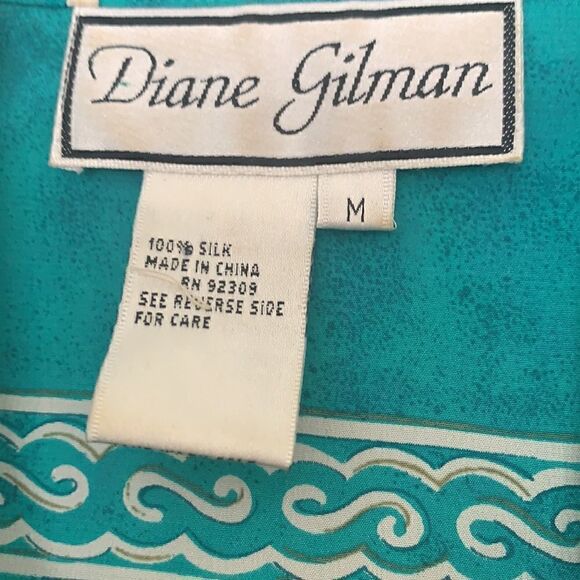 Diane Gilman
M
100% SILK
MADE IN CHINA
RN 92309
SEE REVERSE SIDE
FOR CARE